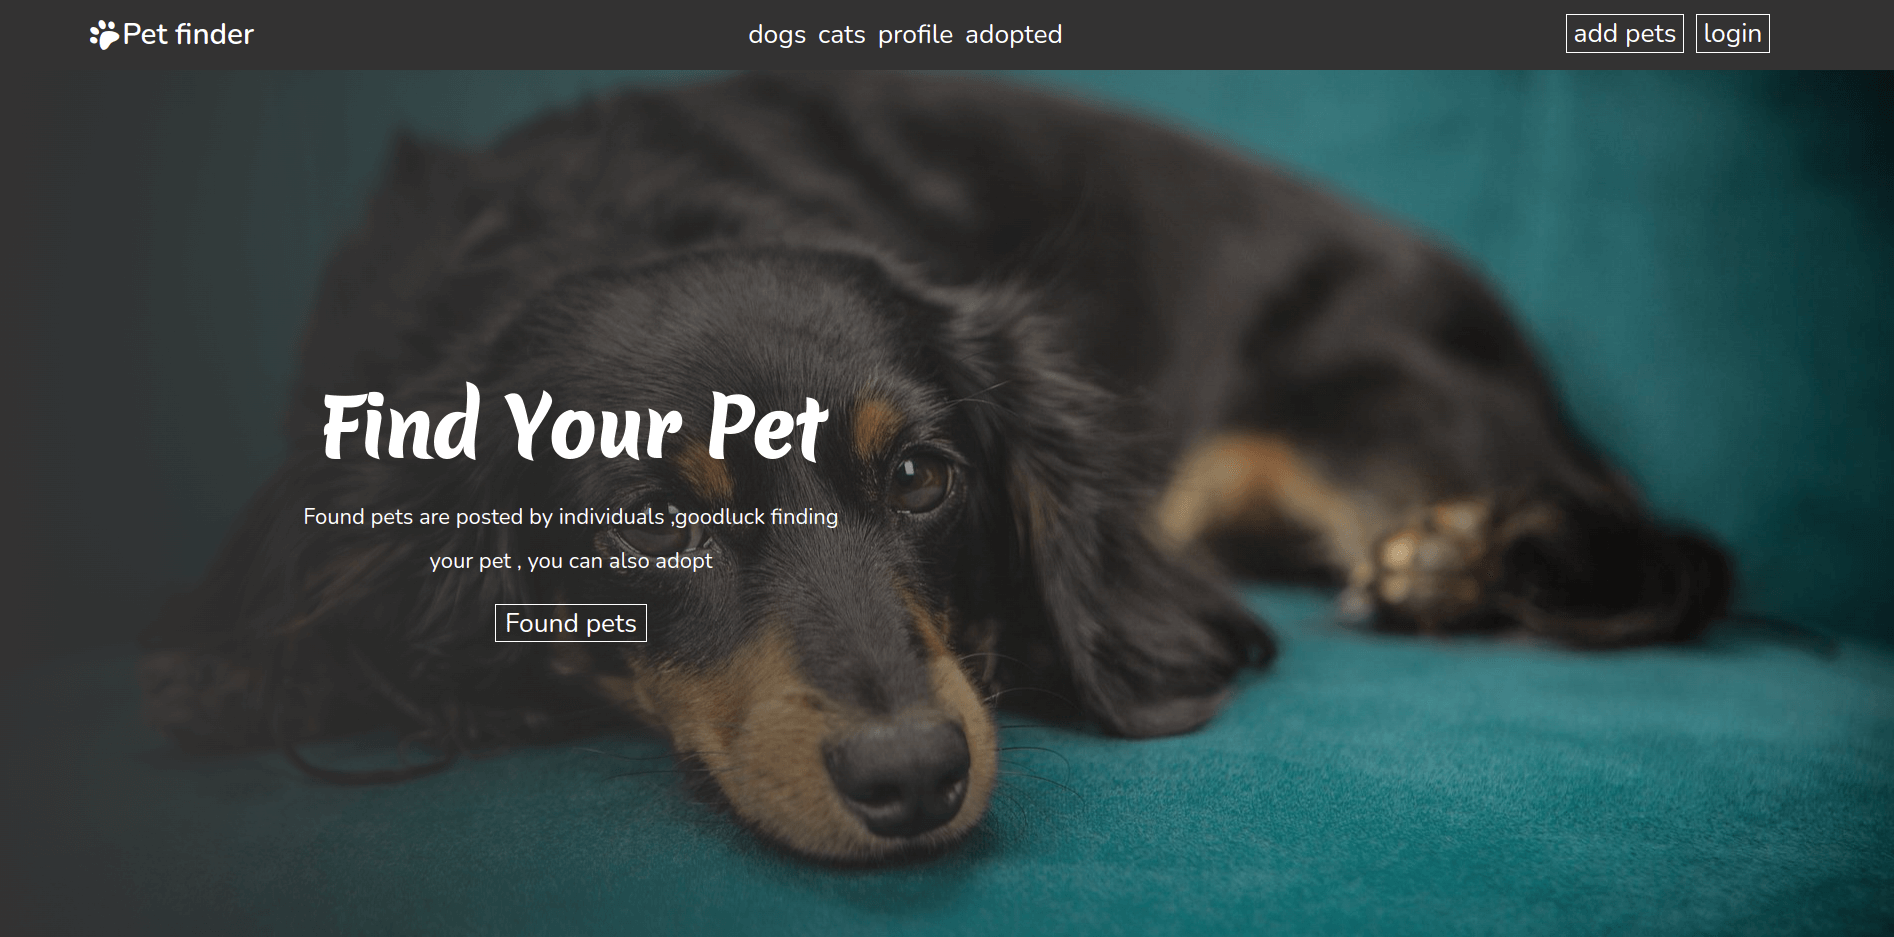 Pet finder
dogs cats profile adopted
add pets login
Find Your Pet
Found pets are posted by individuals ,goodluck finding
your pet , you can also adopt
Found pets